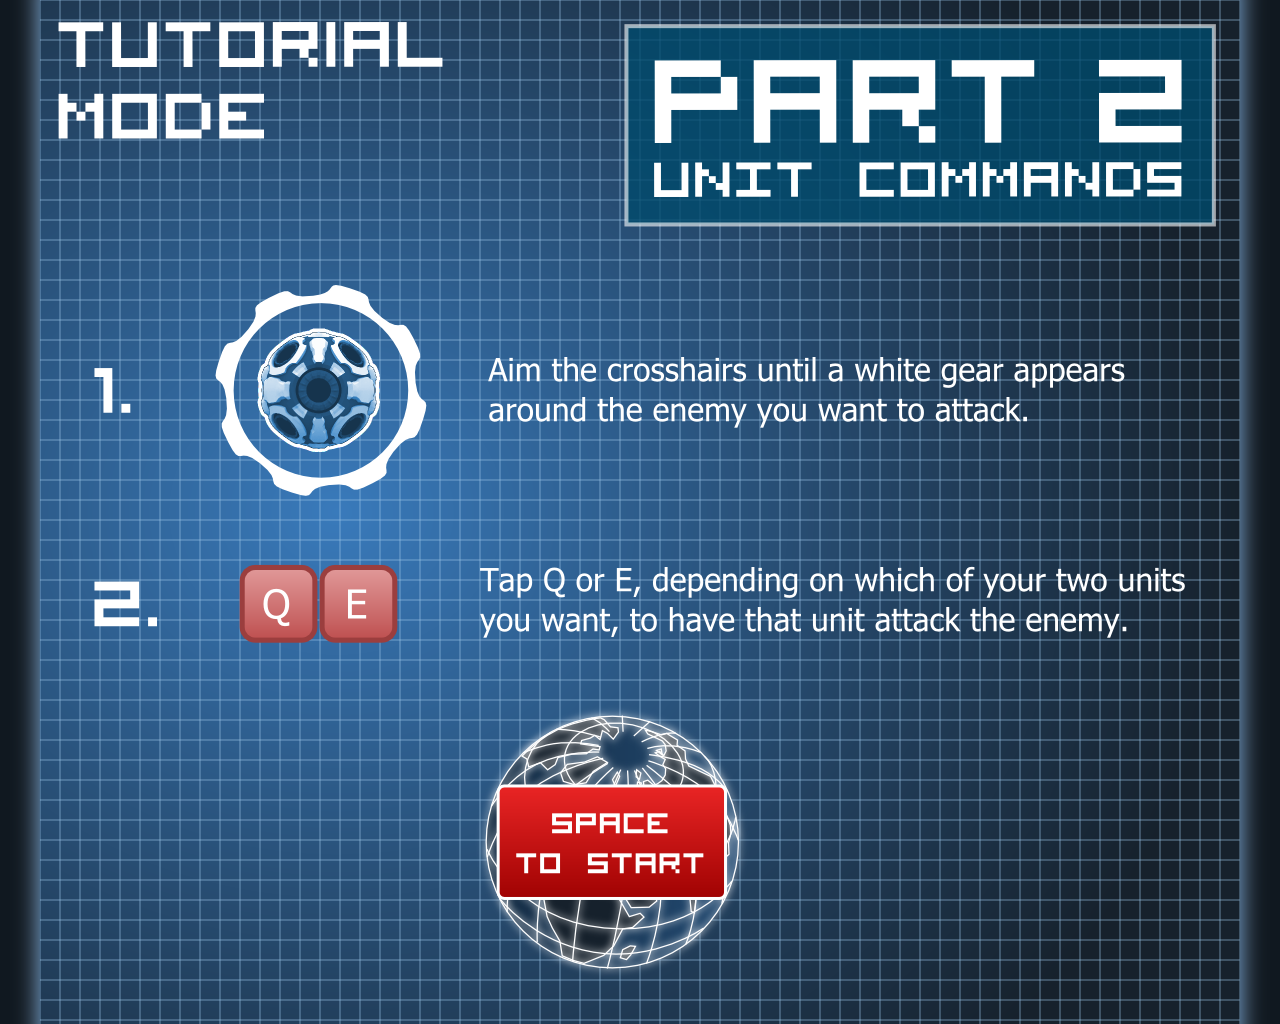 TUTORIAL
MODE
PART 2
UNIT COMMANDS
1.
Aim the crosshairs until a white gear appears
around the enemy you want to attack.
2.
Q E
Tap Q or E, depending on which of your two units
you want, to have that unit attack the enemy.
SPACE
TO START